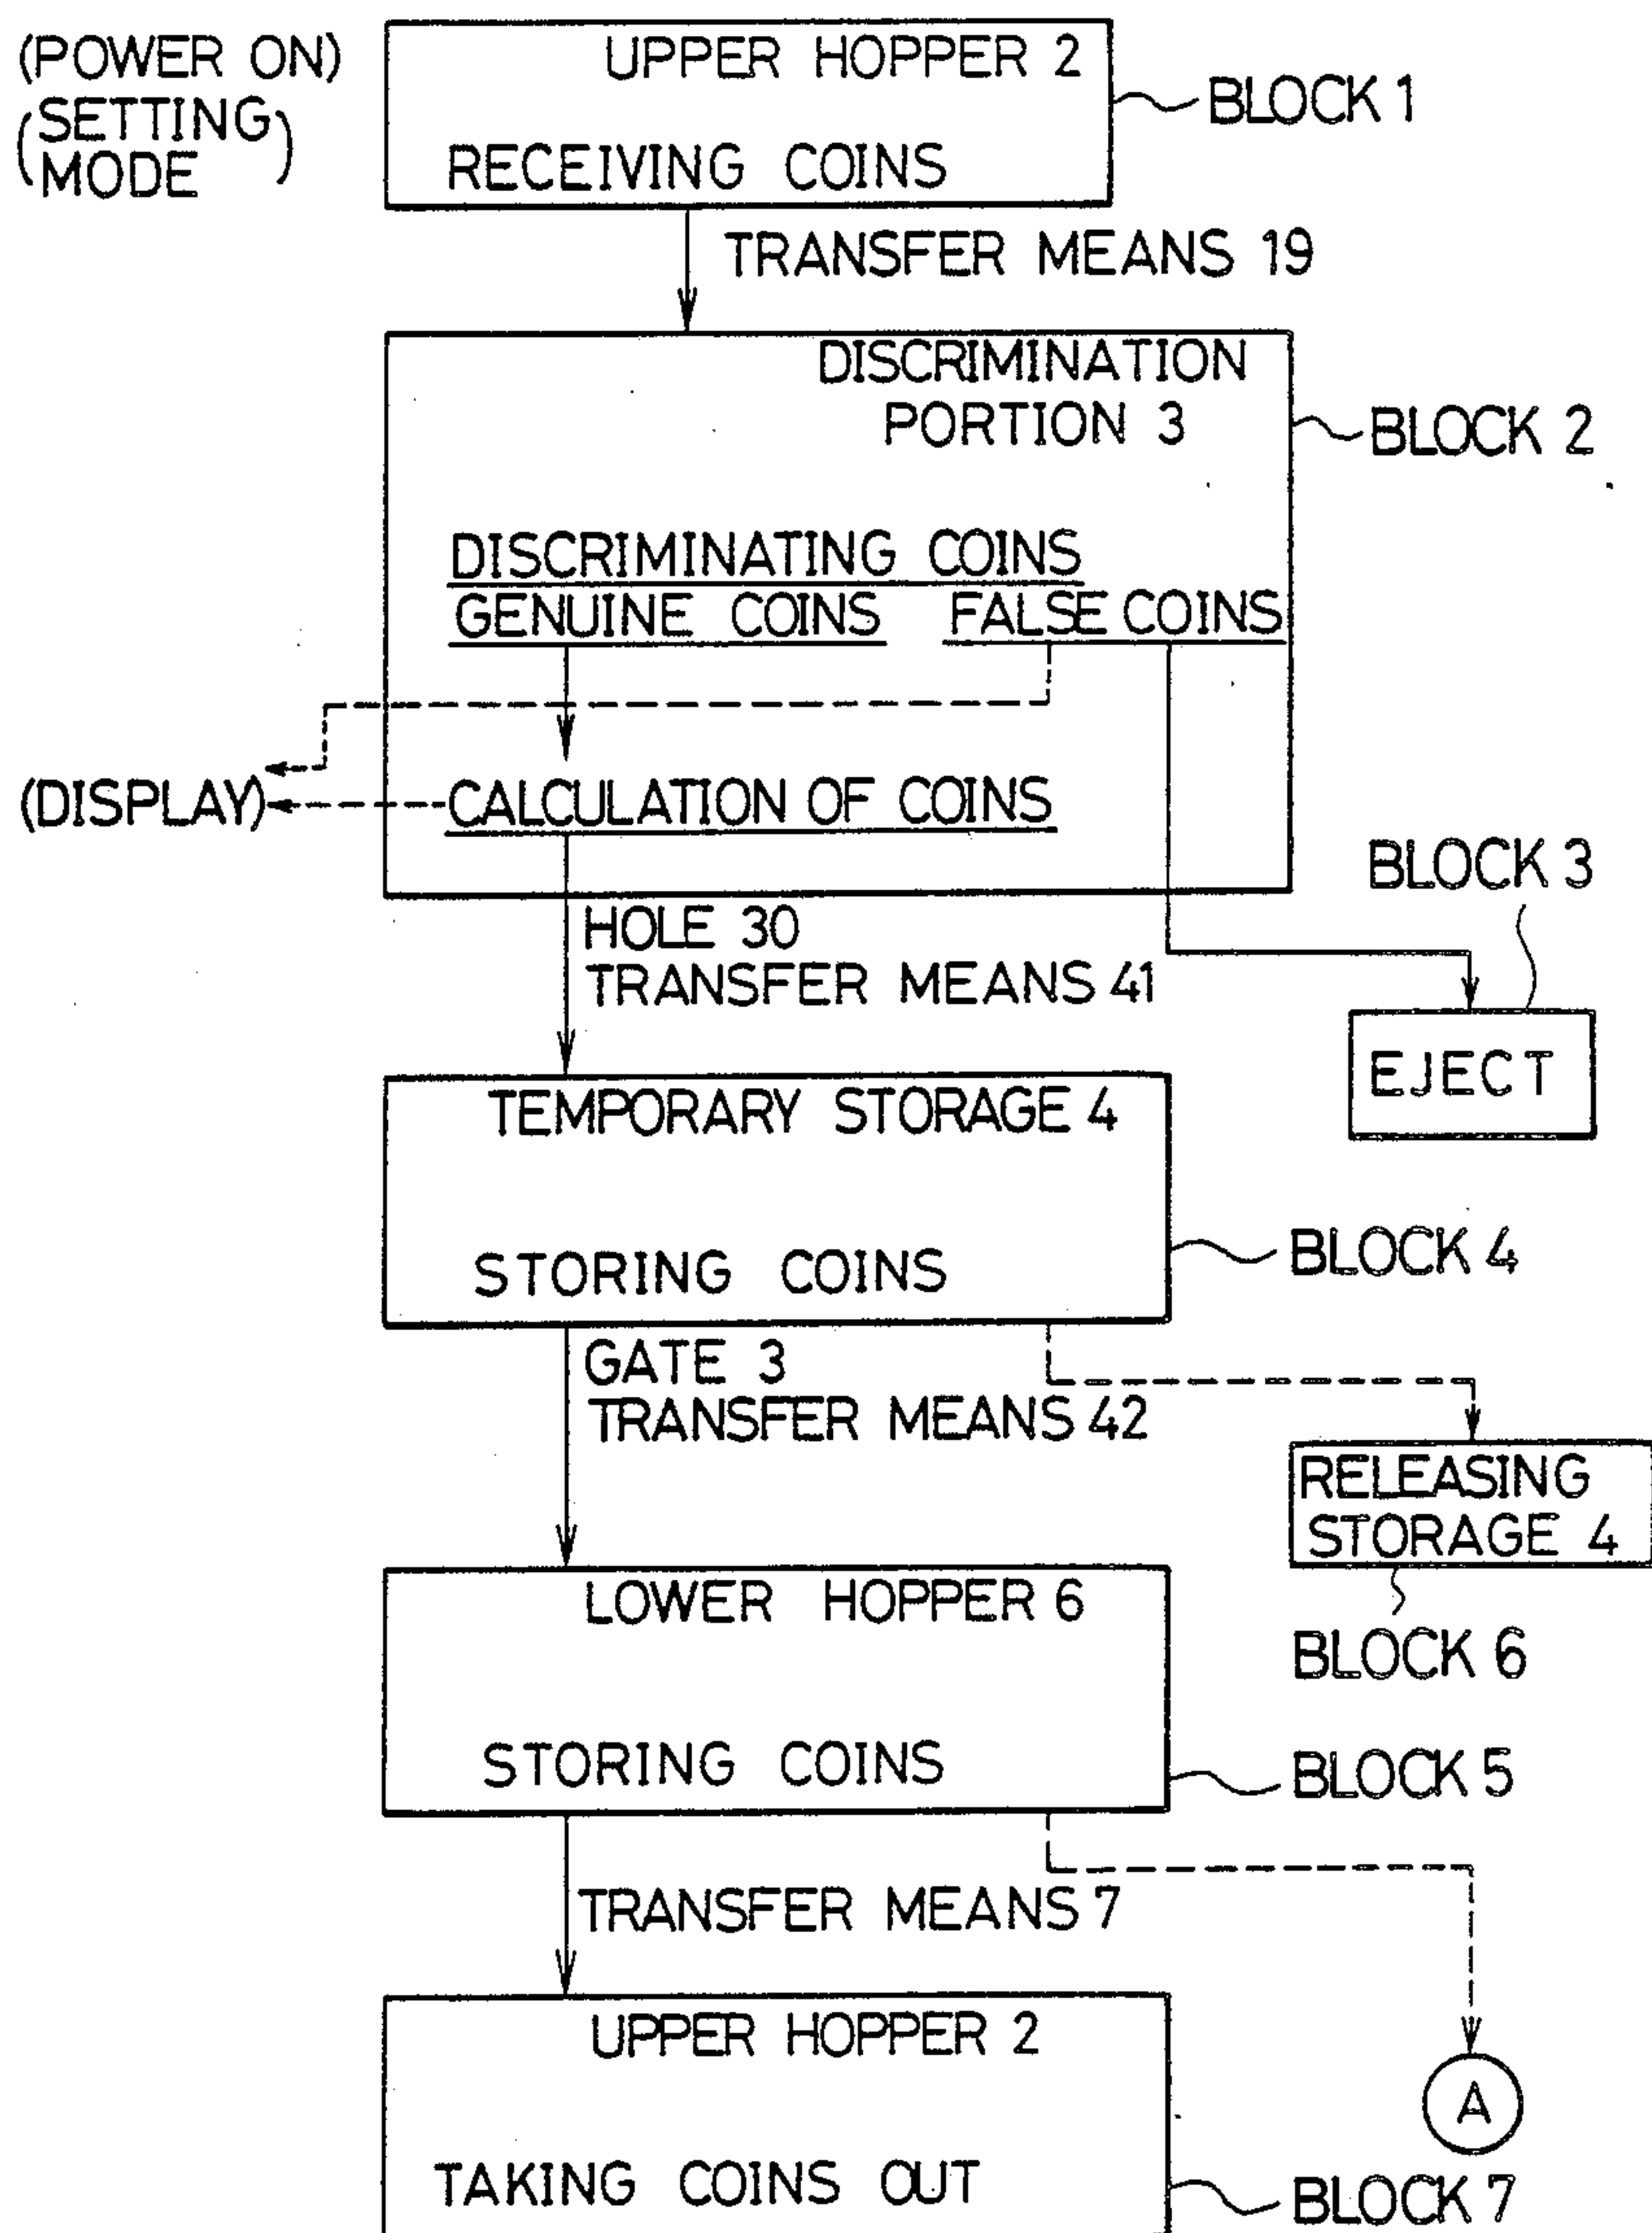 (POWER ON)
(SETTING
MODE)
UPPER HOPPER 2
RECEIVING COINS
BLOCK 1
TRANSFER MEANS 19
DISCRIMINATION
PORTION 3
BLOCK 2
DISCRIMINATING COINS
GENUINE COINS
FALSE COINS
(DISPLAY)
CALCULATION OF COINS
BLOCK 3
HOLE 30
TRANSFER MEANS 41
EJECT
TEMPORARY STORAGE 4
STORING COINS
BLOCK 4
GATE 3
TRANSFER MEANS 42
RELEASING
STORAGE 4
BLOCK 6
LOWER HOPPER 6
STORING COINS
BLOCK 5
TRANSFER MEANS 7
UPPER HOPPER 2
A
TAKING COINS OUT
BLOCK 7